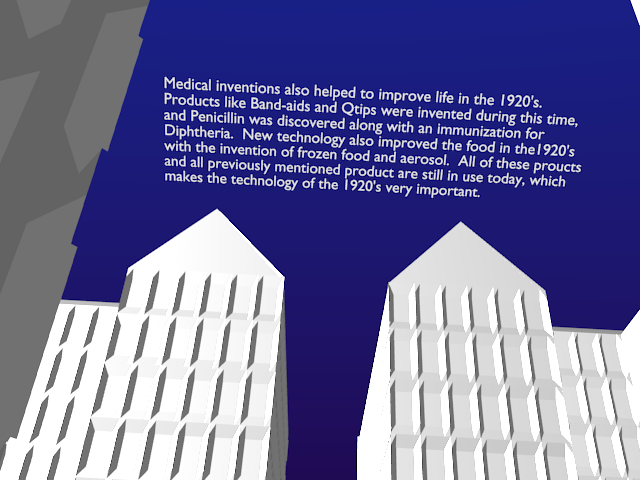 Medical inventions also helped to improve life in the 1920's.
Products like Band-aids and Qtips were invented during this time,
and Penicillin was discovered along with an immunization for
Diphtheria.  New technology also improved the food in the1920's
with the invention of frozen food and aerosol.  All of these proucts
and all previously mentioned product are still in use today, which
makes the technology of the 1920's very important.